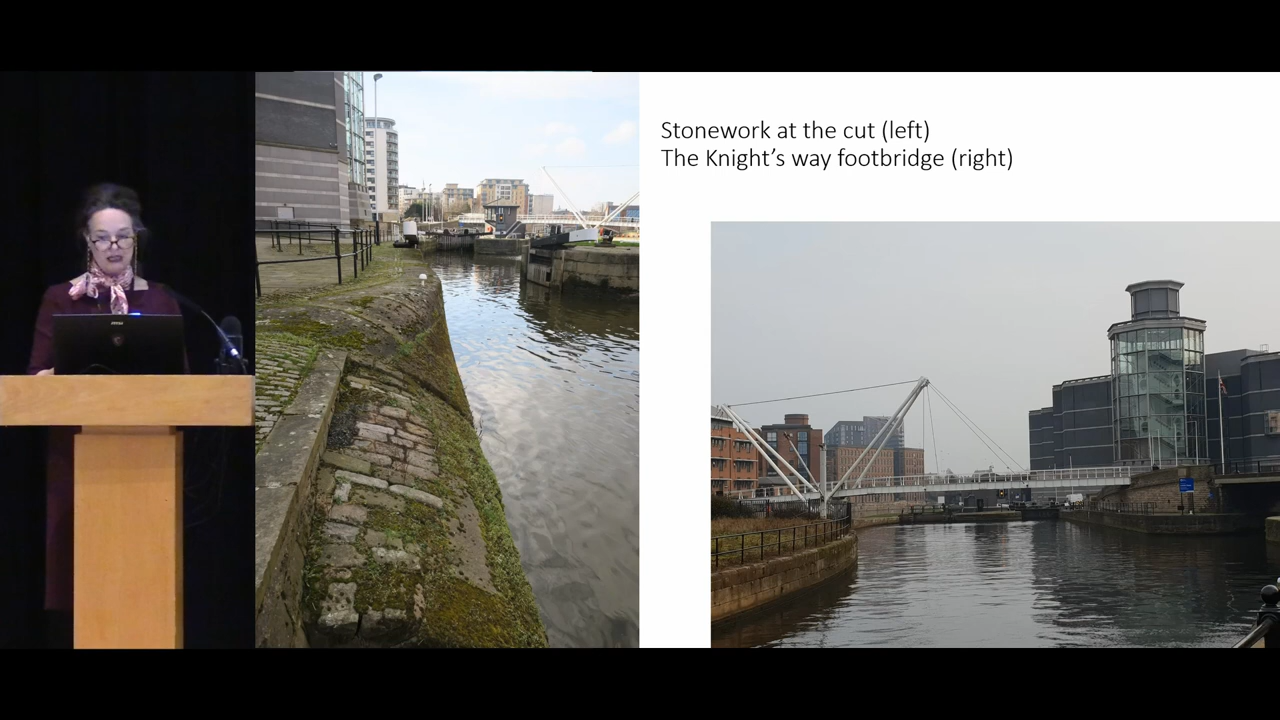 Stonework at the cut (left)
The Knight's way footbridge (right)